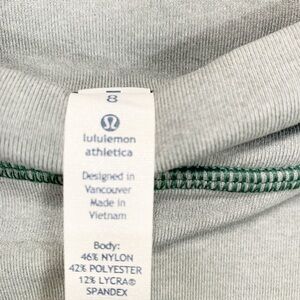 8
lululemon
athletica
Designed in
Vancouver
Made in
Vietnam
Body:
46% NYLON
42% POLYESTER
12% LYCRA®
SPANDEX